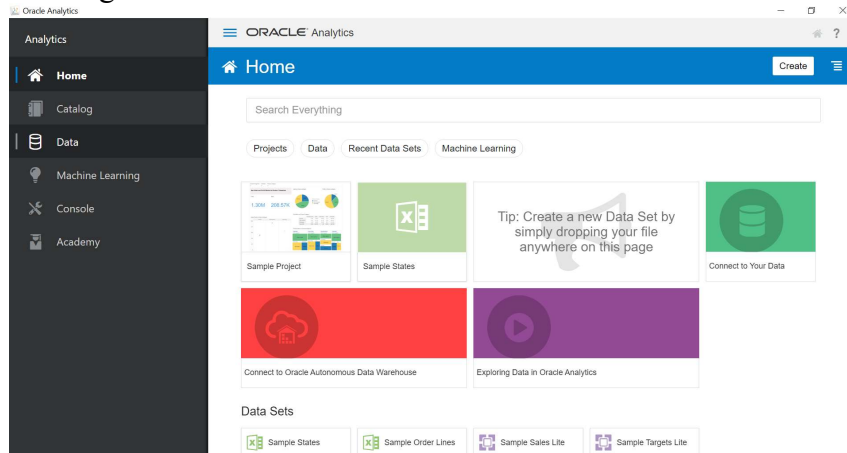 Oracle Analytics
Analytics
ORACLE Analytics
?
Home
Catalog
Data
Machine Learning
Console
Academy
Home
Create
Search Everything
Projects
Data
Recent Data Sets
Machine Learning
Sample Project
Sample States
Tip: Create a new Data Set by
simply dropping your file
anywhere on this page
Connect to Your Data
Connect to Oracle Autonomous Data Warehouse
Exploring Data in Oracle Analytics
Data Sets
Sample States
Sample Order Lines
Sample Sales Lite
Sample Targets Lite